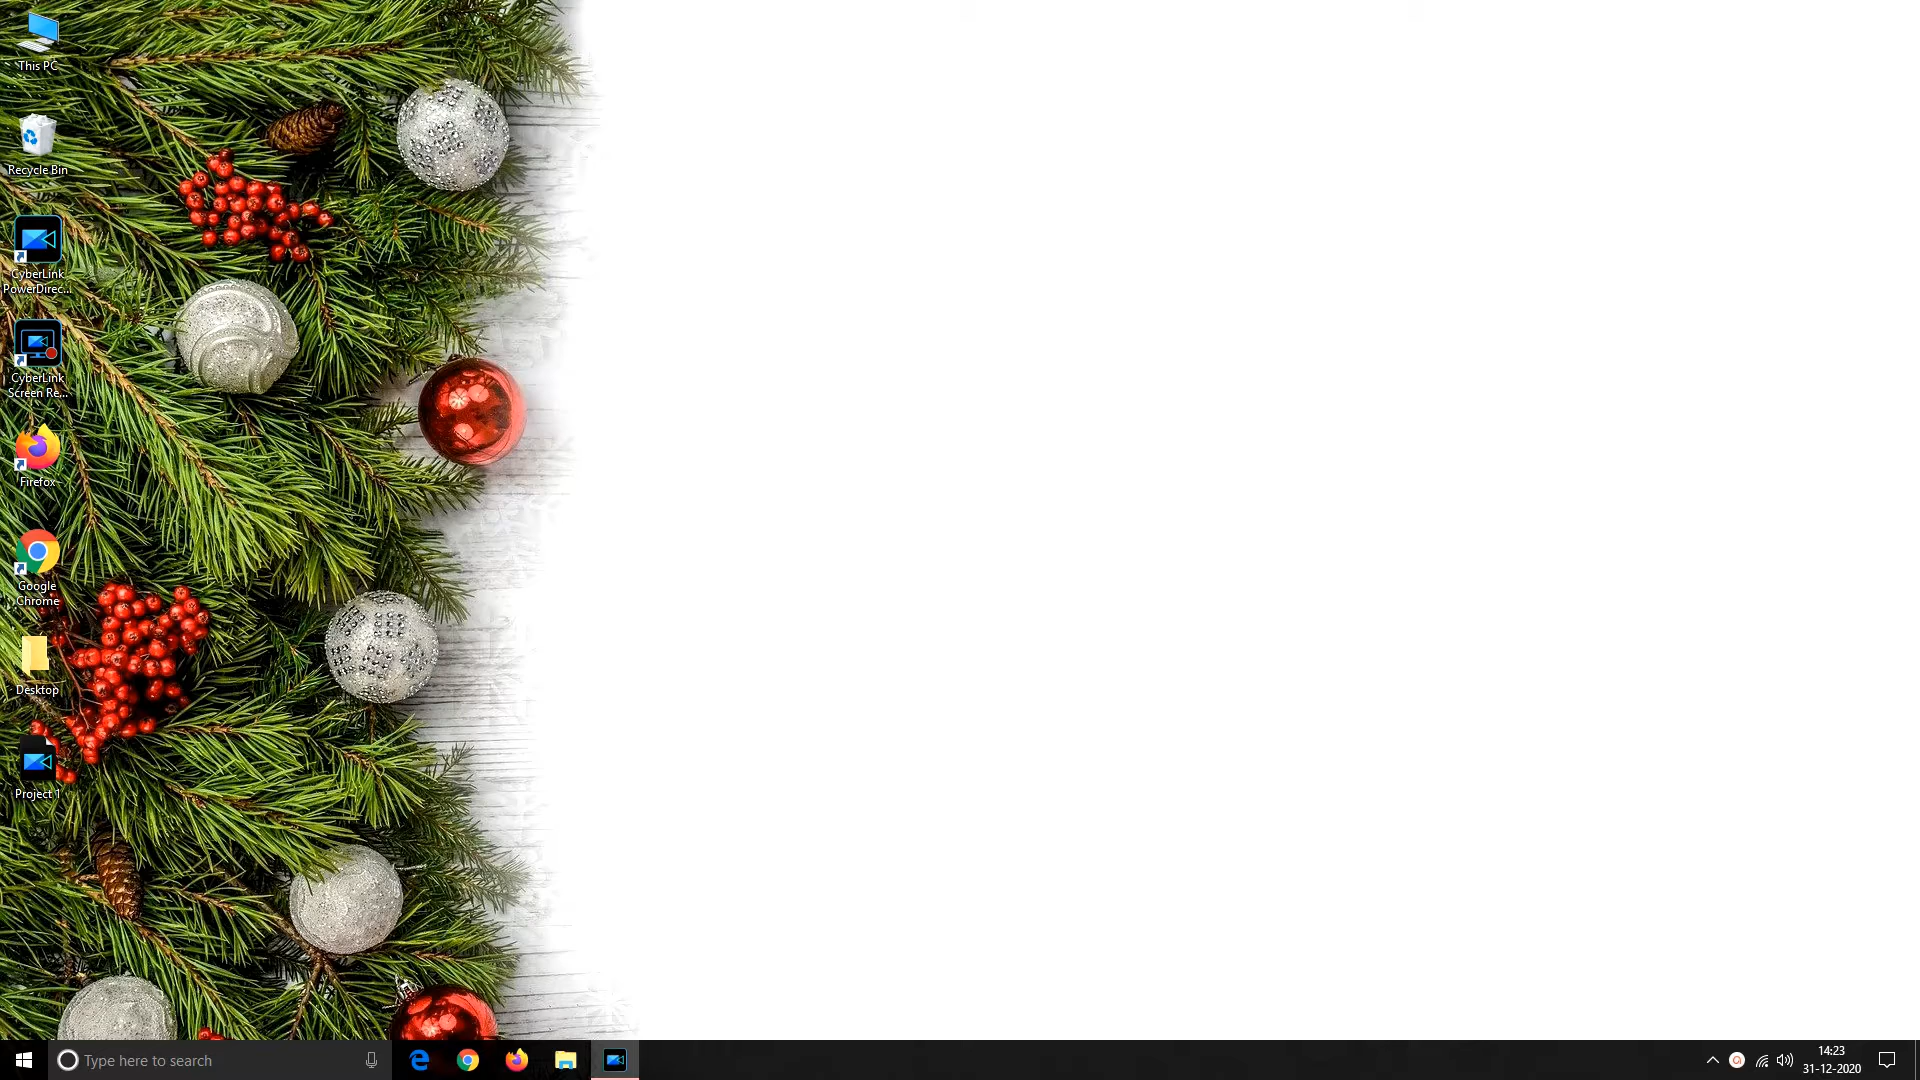 This PC
Recycle Bin
CyberLink
PowerDirec...
CyberLink
Screen Re...
Firefox
Google
Chrome
Desktop
Project 1
Type here to search
14:23
31-12-2020